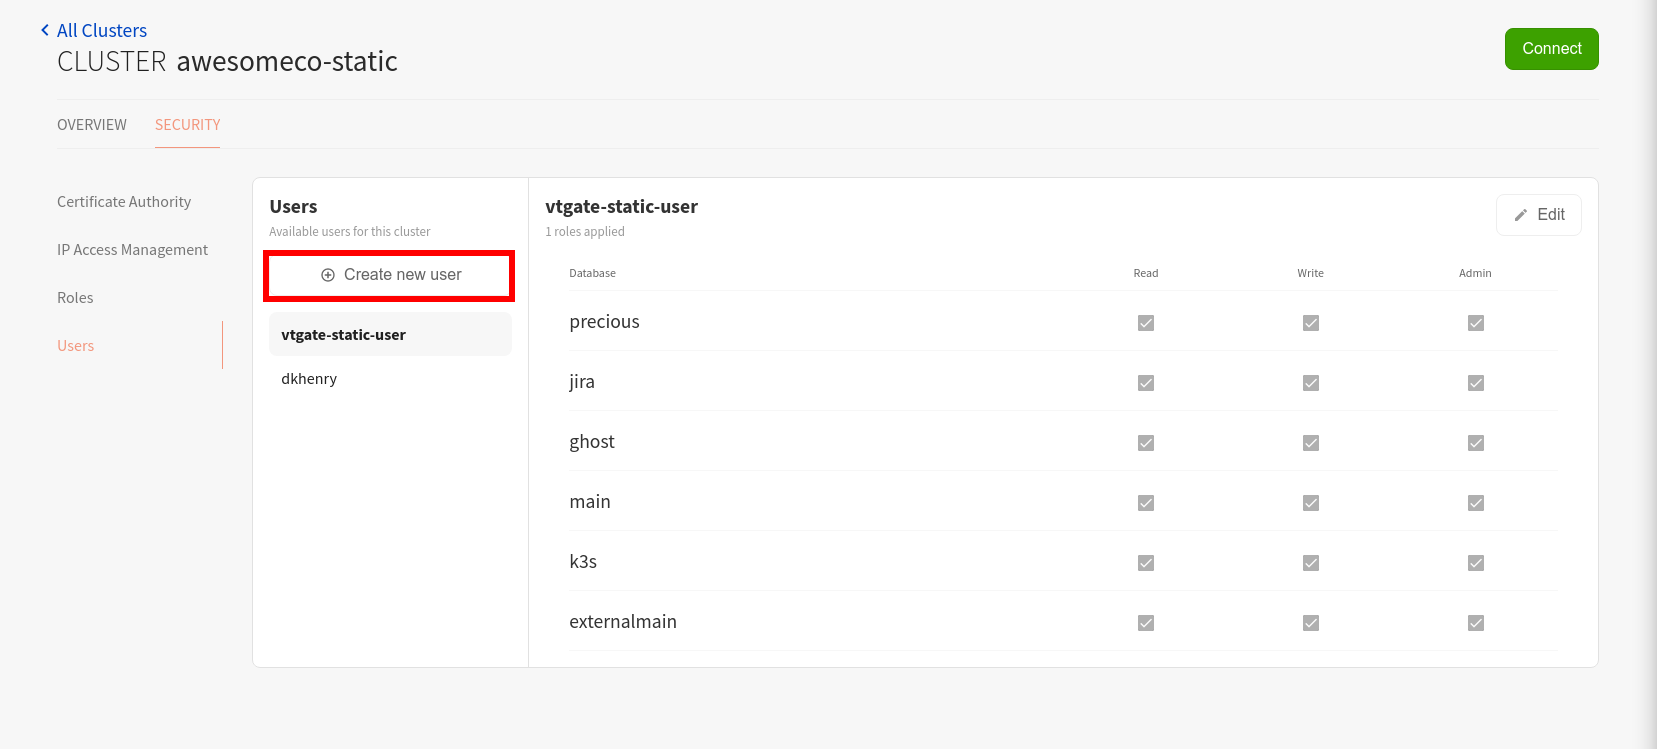 All Clusters
CLUSTER awesomeco-static
Connect
OVERVIEW SECURITY
Certificate Authority
IP Access Management
Roles
Users
Users
Available users for this cluster
Create new user
vtgate-static-user
dkhenry
vtgate-static-user
1 roles applied
Edit
Database Read Write Admin
precious
jira
ghost
main
k3s
externalmain